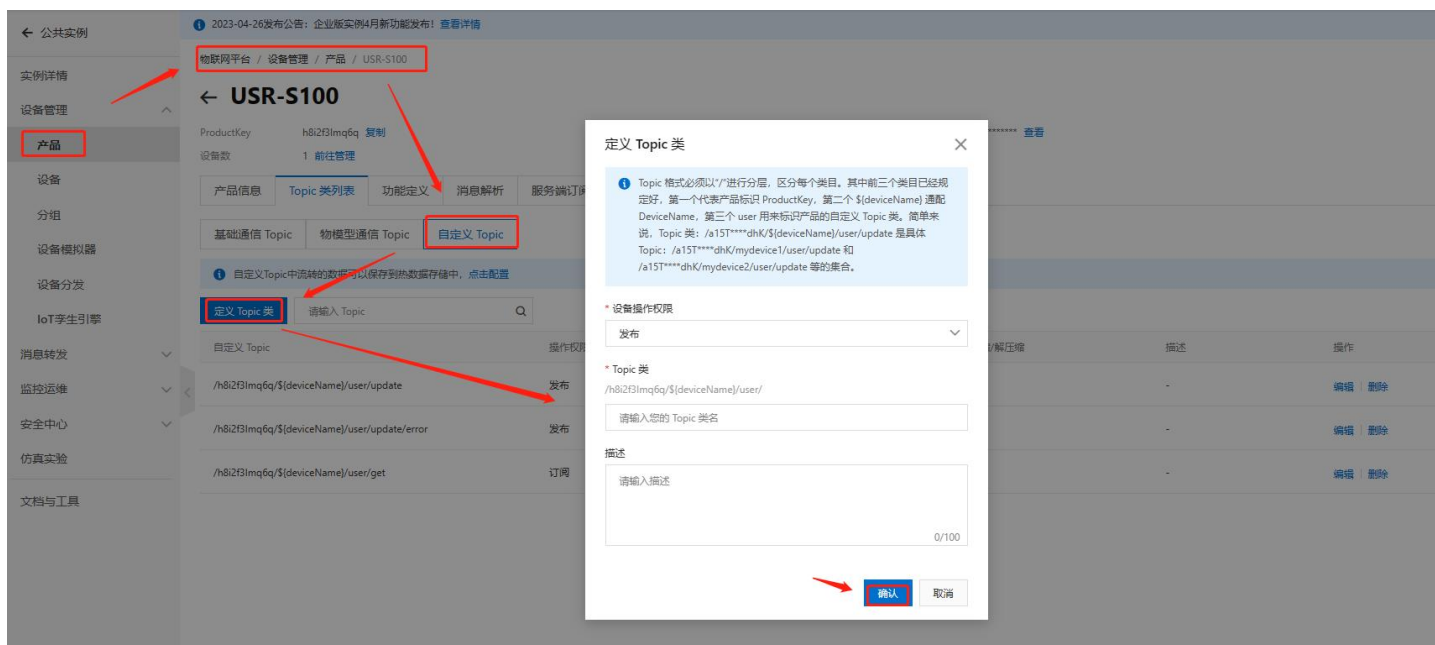 ← 公共实例
实例详情
设备管理
产品
设备
分组
设备模拟器
设备分发
IoT孪生引擎
消息转发
监控运维
安全中心
仿真实验
文档与工具
2023-04-26发布公告：企业版实例4月新功能发布！查看详情
物联网平台 / 设备管理 / 产品 / USR-S100
← USR-S100
ProductKey h8i2f3lmq6q 复制
******* 查看
设备数 1 前往管理
产品信息 Topic 类列表 功能定义 消息解析 服务端订阅
基础通信 Topic 物模型通信 Topic 自定义 Topic
自定义Topic中流转的数据可以保存到热数据存储中，点击配置
定义 Topic 类 请输入 Topic
自定义 Topic 操作权限 /解压缩 描述 操作
/h8i2f3lmq6q/${deviceName}/user/update 发布 - 编辑 删除
/h8i2f3lmq6q/${deviceName}/user/update/error 发布 - 编辑 删除
/h8i2f3lmq6q/${deviceName}/user/get 订阅 - 编辑 删除
定义 Topic 类
Topic 格式必须以“/”进行分层，区分每个类目。其中前三个类目已经规
定好，第一个代表产品标识 ProductKey，第二个 ${deviceName} 通配
DeviceName，第三个 user 用来标识产品的自定义 Topic 类。简单来
说，Topic 类：/a15T****dhK/${deviceName}/user/update 是具体
Topic：/a15T****dhK/mydevice1/user/update 和
/a15T****dhK/mydevice2/user/update 等的集合。
* 设备操作权限
发布
* Topic 类
/h8i2f3lmq6q/${deviceName}/user/
请输入您的 Topic 类名
描述
请输入描述
0/100
确认 取消